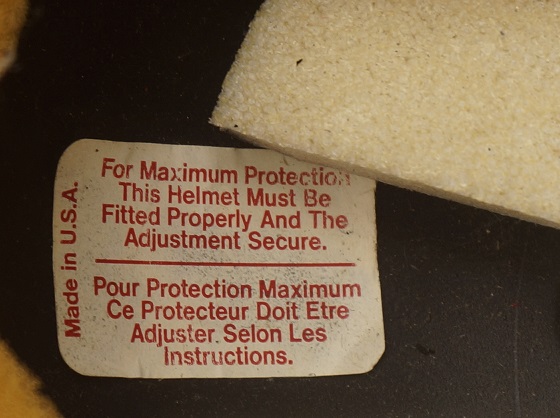 Made in U.S.A.
For Maximum Protection
This Helmet Must Be
Fitted Properly And The
Adjustment Secure.
Pour Protection Maximum
Ce Protecteur Doit Etre
Adjuster Selon Les
Instructions.